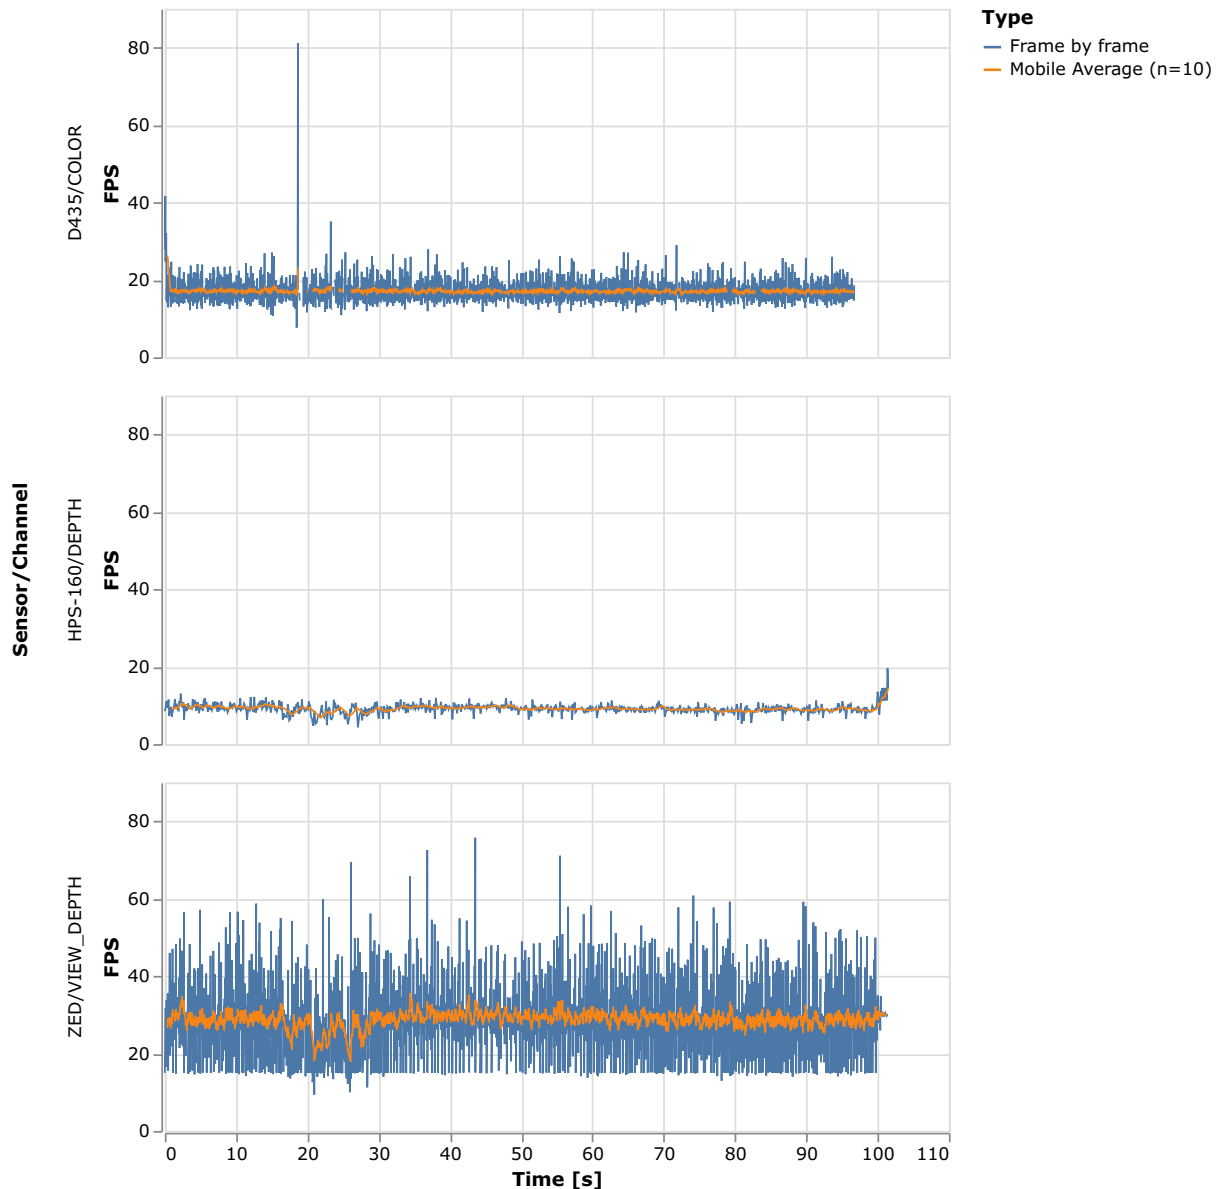 Type
Frame by frame
Mobile Average (n=10)
Sensor/Channel
D435/COLOR
FPS
80
60
40
20
0
HPS-160/DEPTH
FPS
80
60
40
20
0
ZED/VIEW_DEPTH
FPS
80
60
40
20
0
0 10 20 30 40 50 60 70 80 90 100 110
Time [s]